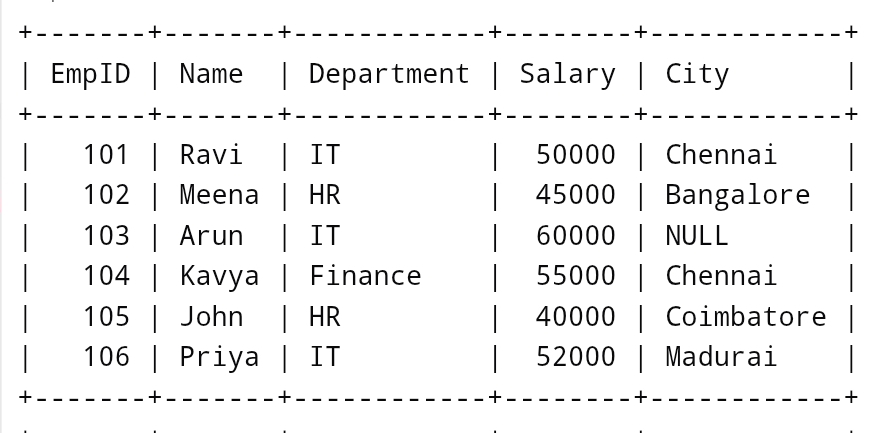 +-------+-------+------------+--------+------------+
| EmpID | Name  | Department | Salary | City       |
+-------+-------+------------+--------+------------+
|   101 | Ravi  | IT         |  50000 | Chennai    |
|   102 | Meena | HR         |  45000 | Bangalore  |
|   103 | Arun  | IT         |  60000 | NULL       |
|   104 | Kavya | Finance    |  55000 | Chennai    |
|   105 | John  | HR         |  40000 | Coimbatore |
|   106 | Priya | IT         |  52000 | Madurai    |
+-------+-------+------------+--------+------------+